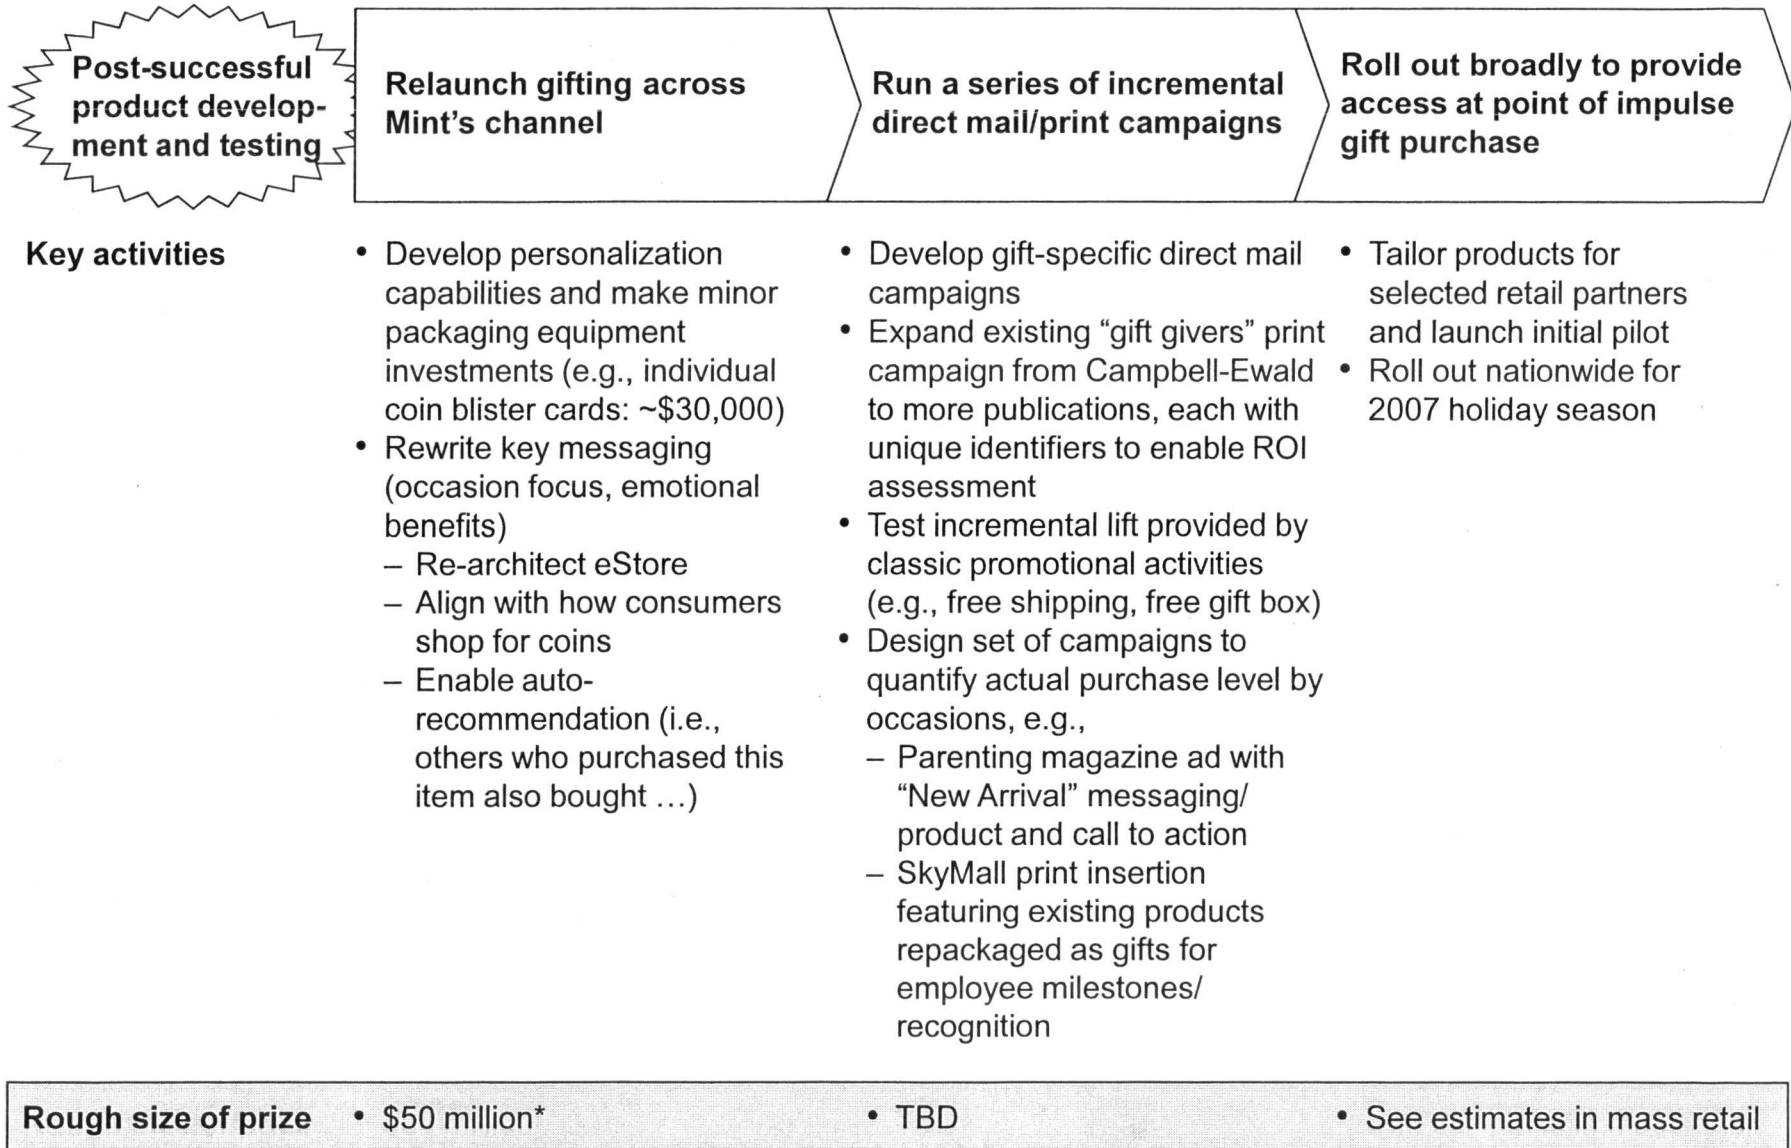 Post-successful
product develop-
ment and testing
Relaunch gifting across
Mint's channel
Run a series of incremental
direct mail/print campaigns
Roll out broadly to provide
access at point of impulse
gift purchase
Key activities
• Develop personalization
capabilities and make minor
packaging equipment
investments (e.g., individual
coin blister cards: ~$30,000)
• Rewrite key messaging
(occasion focus, emotional
benefits)
– Re-architect eStore
– Align with how consumers
shop for coins
– Enable auto-
recommendation (i.e.,
others who purchased this
item also bought …)
• Develop gift-specific direct mail
campaigns
• Expand existing “gift givers” print
campaign from Campbell-Ewald
to more publications, each with
unique identifiers to enable ROI
assessment
• Test incremental lift provided by
classic promotional activities
(e.g., free shipping, free gift box)
• Design set of campaigns to
quantify actual purchase level by
occasions, e.g.,
– Parenting magazine ad with
“New Arrival” messaging/
product and call to action
– SkyMall print insertion
featuring existing products
repackaged as gifts for
employee milestones/
recognition
• Tailor products for
selected retail partners
and launch initial pilot
• Roll out nationwide for
2007 holiday season
Rough size of prize
• $50 million*
• TBD
• See estimates in mass retail